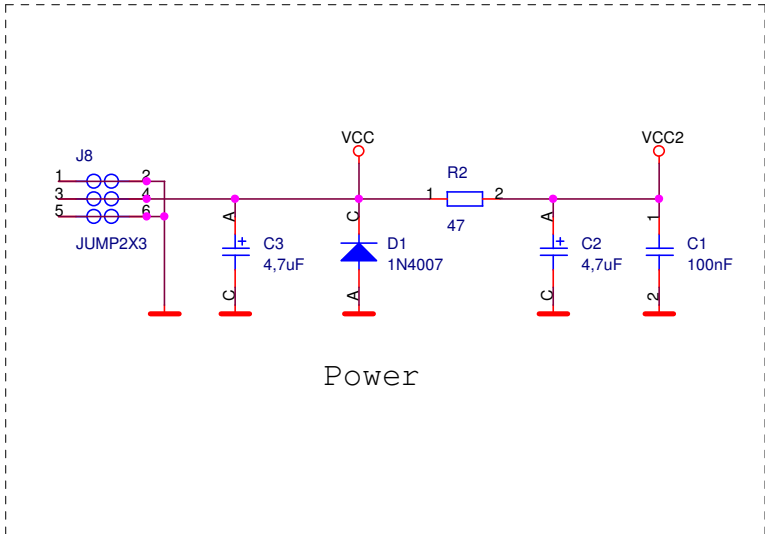 VCC
VCC2
J8
R2
1 2
3 4
5 6
1 2
JUMP2X3
47
A
C
A
1
+
C3
4,7uF
D1
1N4007
+
C2
4,7uF
C1
100nF
C
A
C
2
Power